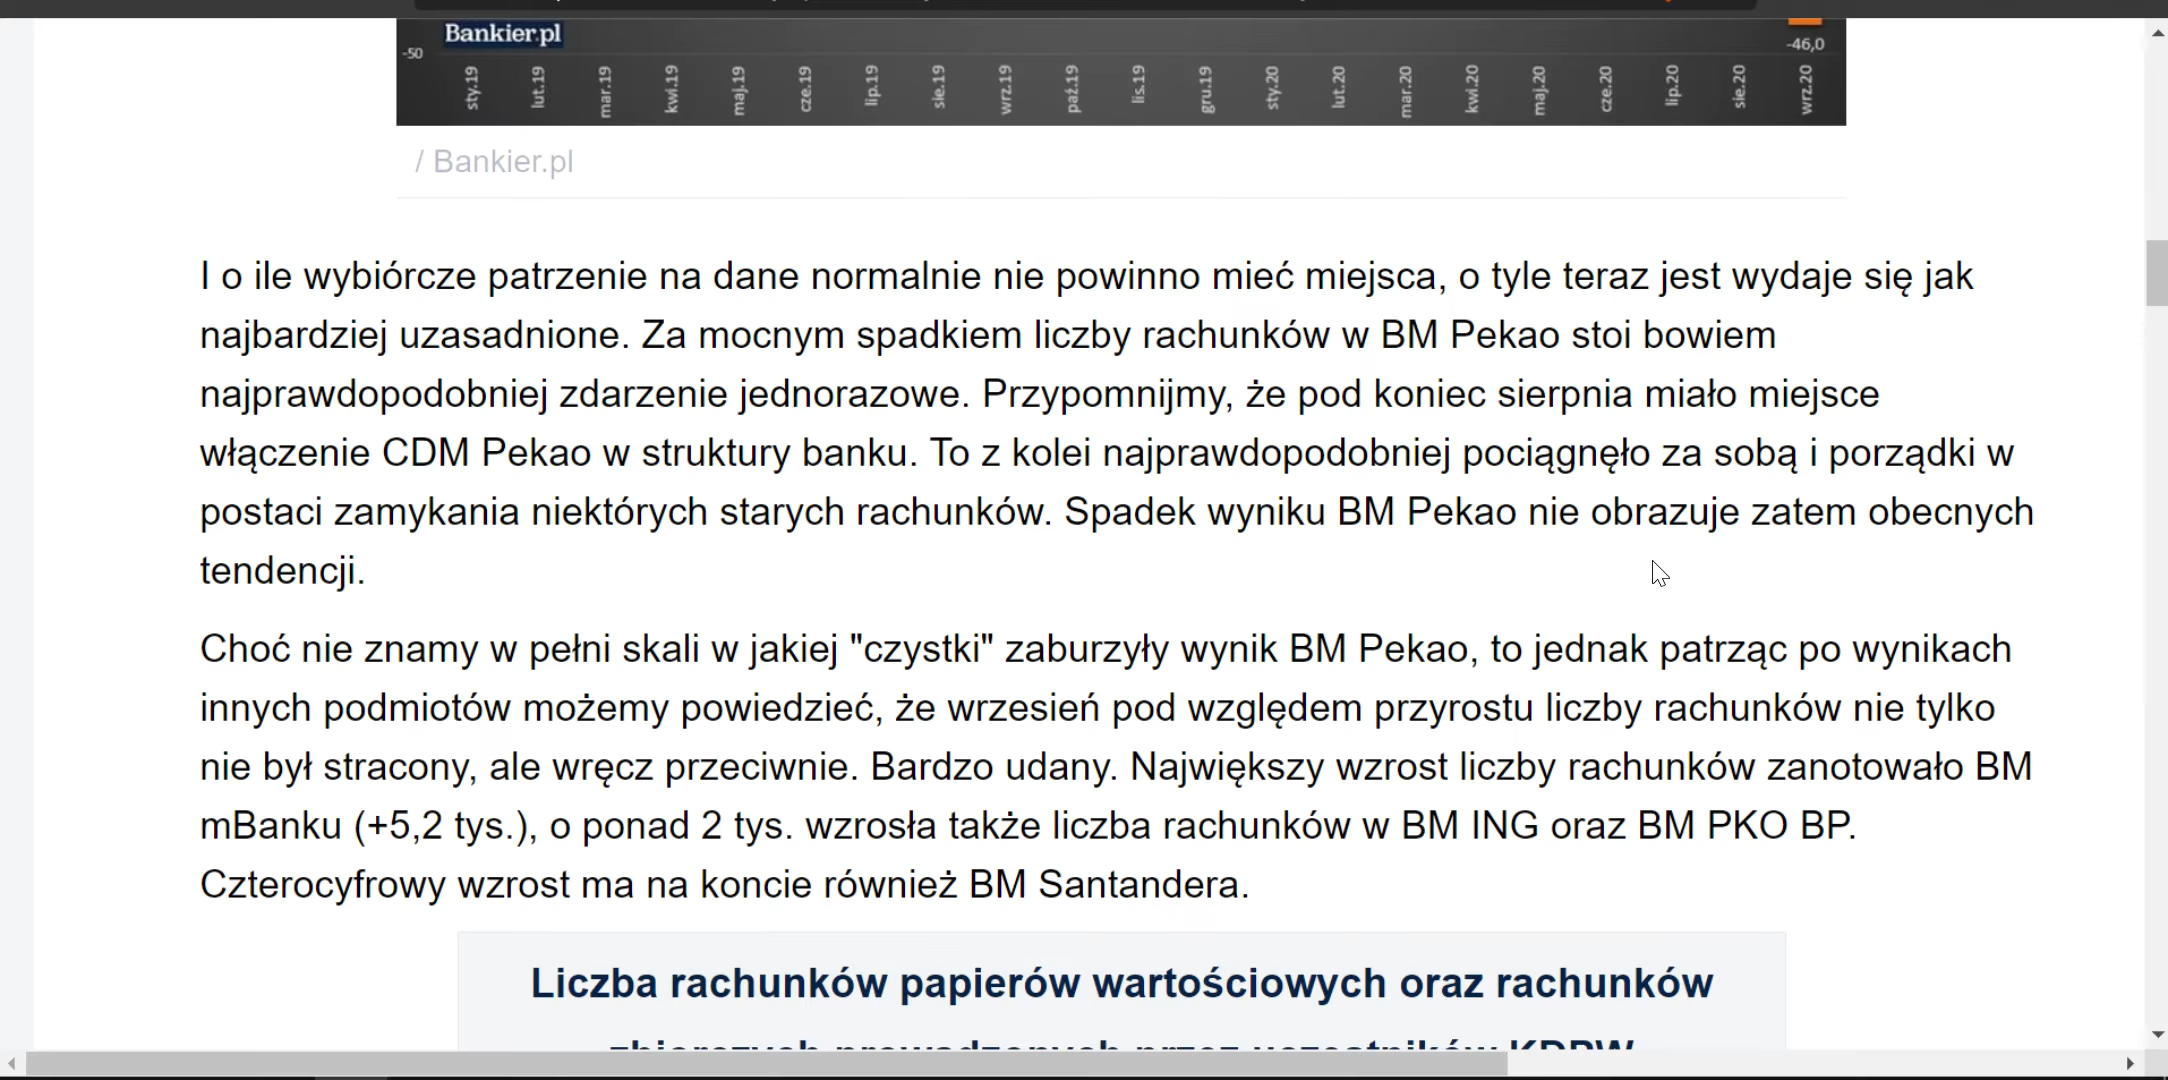 Bankier.pl
-50
-46,0
sty.19 lut.19 mar.19 kwi.19 maj.19 cze.19 lip.19 sie.19 wrz.19 paź.19 lis.19 gru.19 sty.20 lut.20 mar.20 kwi.20 maj.20 cze.20 lip.20 sie.20 wrz.20
/ Bankier.pl
I o ile wybiórcze patrzenie na dane normalnie nie powinno mieć miejsca, o tyle teraz jest wydaje się jak
najbardziej uzasadnione. Za mocnym spadkiem liczby rachunków w BM Pekao stoi bowiem
najprawdopodobniej zdarzenie jednorazowe. Przypomnijmy, że pod koniec sierpnia miało miejsce
włączenie CDM Pekao w struktury banku. To z kolei najprawdopodobniej pociągnęło za sobą i porządki w
postaci zamykania niektórych starych rachunków. Spadek wyniku BM Pekao nie obrazuje zatem obecnych
tendencji.
Choć nie znamy w pełni skali w jakiej "czystki" zaburzyły wynik BM Pekao, to jednak patrząc po wynikach
innych podmiotów możemy powiedzieć, że wrzesień pod względem przyrostu liczby rachunków nie tylko
nie był stracony, ale wręcz przeciwnie. Bardzo udany. Największy wzrost liczby rachunków zanotowało BM
mBanku (+5,2 tys.), o ponad 2 tys. wzrosła także liczba rachunków w BM ING oraz BM PKO BP.
Czterocyfrowy wzrost ma na koncie również BM Santandera.
Liczba rachunków papierów wartościowych oraz rachunków
zbiorczych prowadzonych przez uczestników KDPW